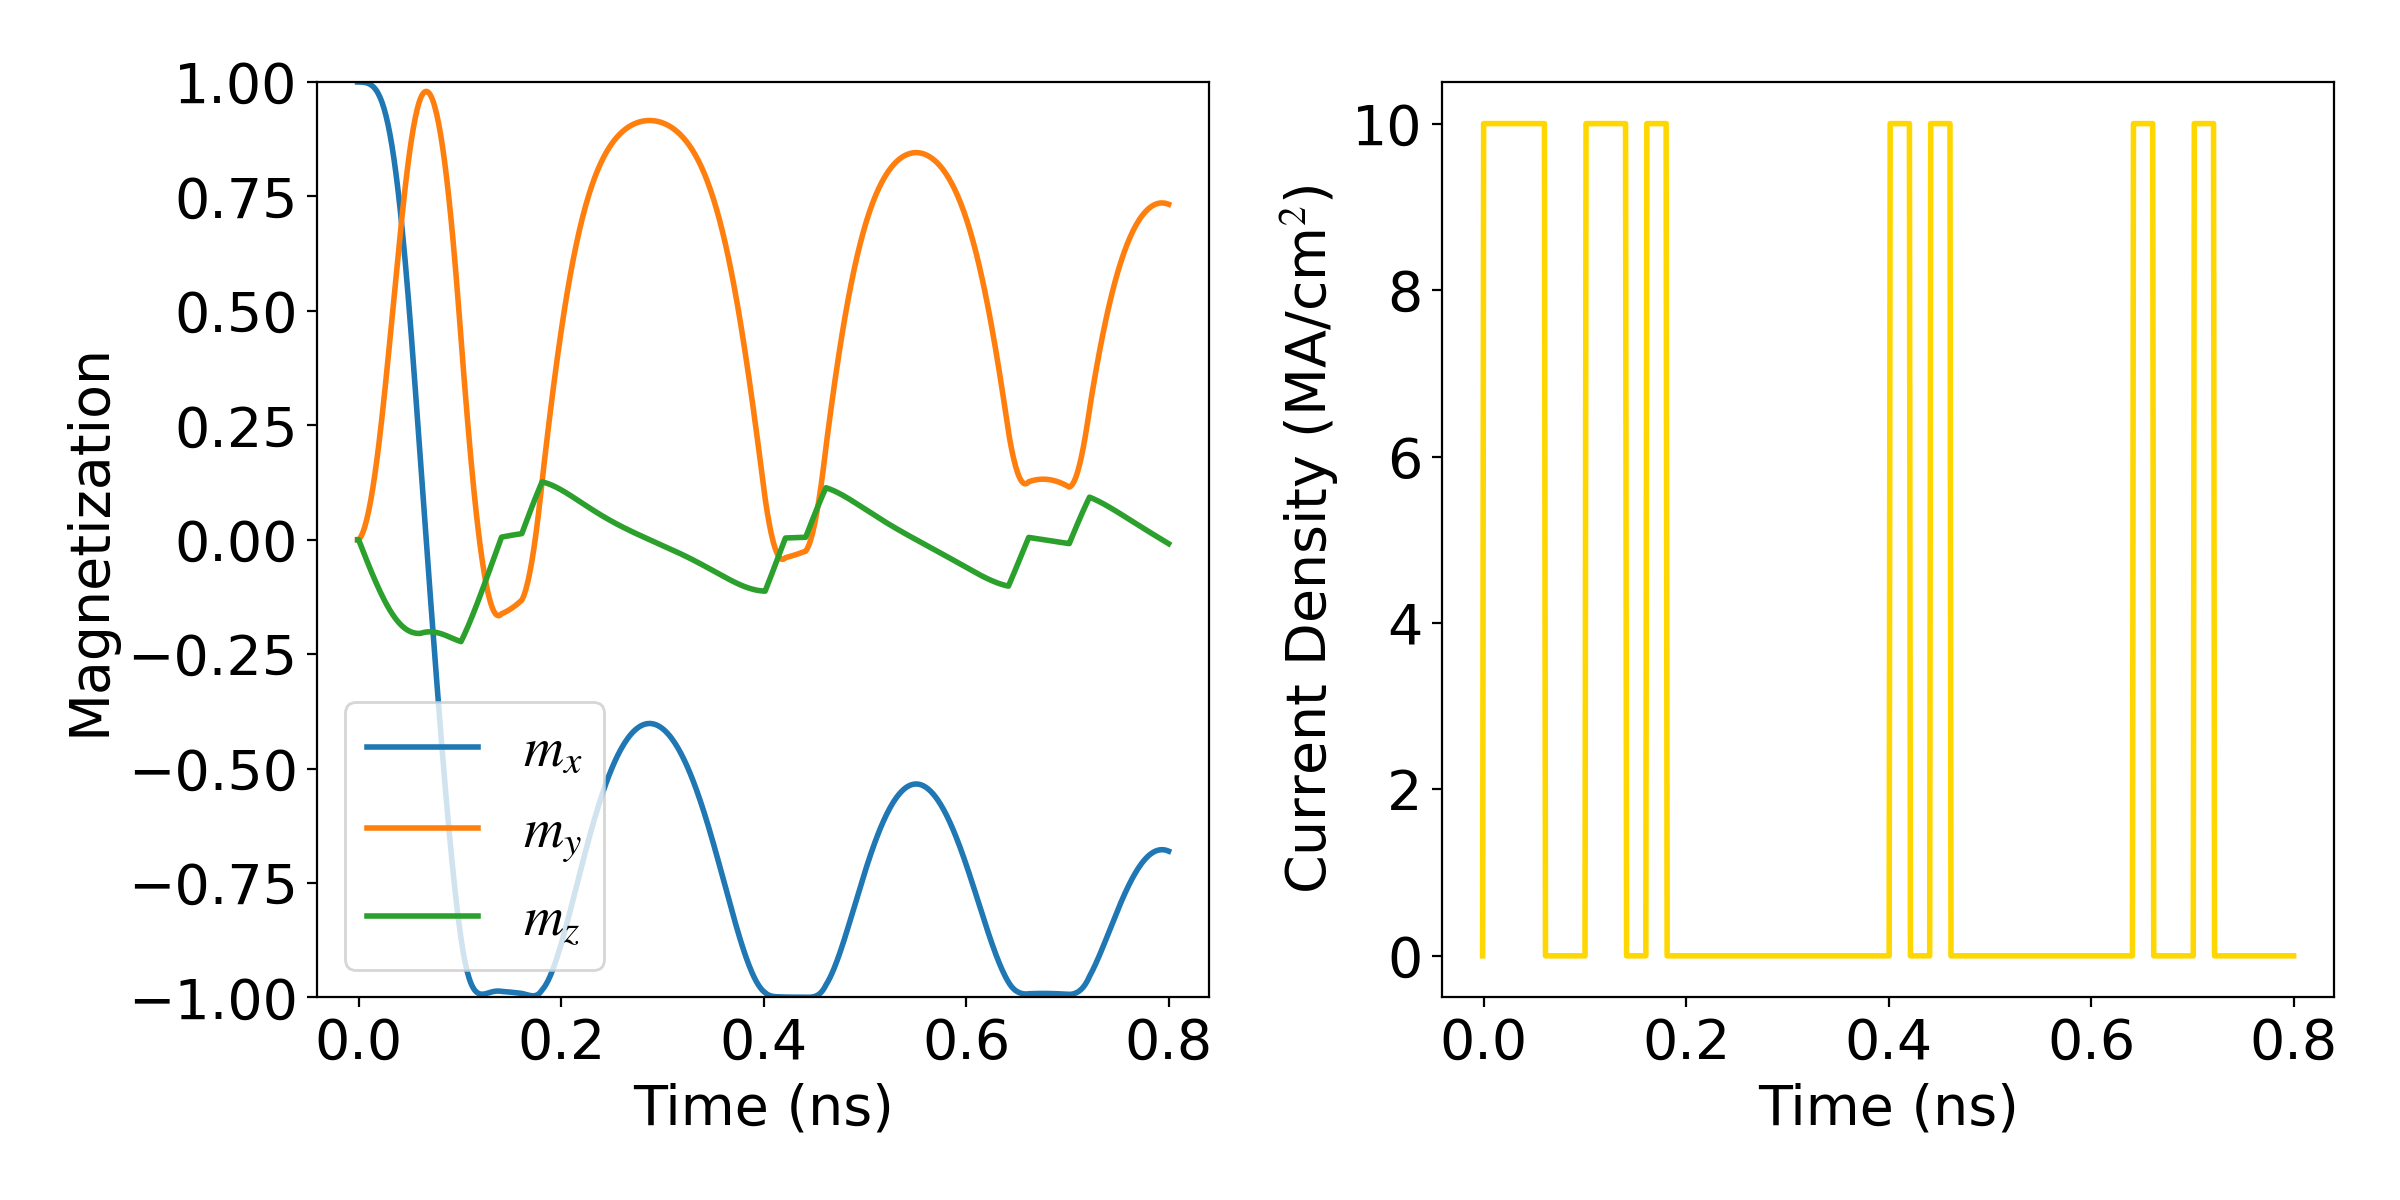 Magnetization
1.00
0.75
0.50
0.25
0.00
−0.25
−0.50
−0.75
−1.00
m_x
m_y
m_z
0.0 0.2 0.4 0.6 0.8
Time (ns)
Current Density (MA/cm²)
10
8
6
4
2
0
0.0 0.2 0.4 0.6 0.8
Time (ns)